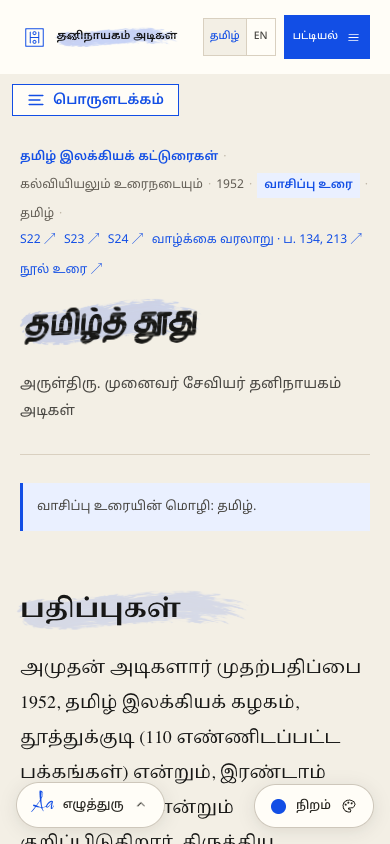 தனிநாயகம் அடிகள்
தமிழ்
EN
பட்டியல்
பொருளடக்கம்
தமிழ் இலக்கியக் கட்டுரைகள் ·
கல்வியியலும் உரைநடையும் · 1952 · வாசிப்பு உரை ·
தமிழ் ·
S22 ↗ S23 ↗ S24 ↗ வாழ்க்கை வரலாறு · ப. 134, 213 ↗
நூல் உரை ↗
தமிழ்த் தூது
அருள்திரு. முனைவர் சேவியர் தனிநாயகம்
அடிகள்
வாசிப்பு உரையின் மொழி: தமிழ்.
பதிப்புகள்
அமுதன் அடிகளார் முதற்பதிப்பை
1952, தமிழ் இலக்கியக் கழகம்,
தூத்துக்குடி (110 எண்ணிடப்பட்ட
பக்கங்கள்) என்றும், இரண்டாம்
Aa எழுத்துரு
நிறம்